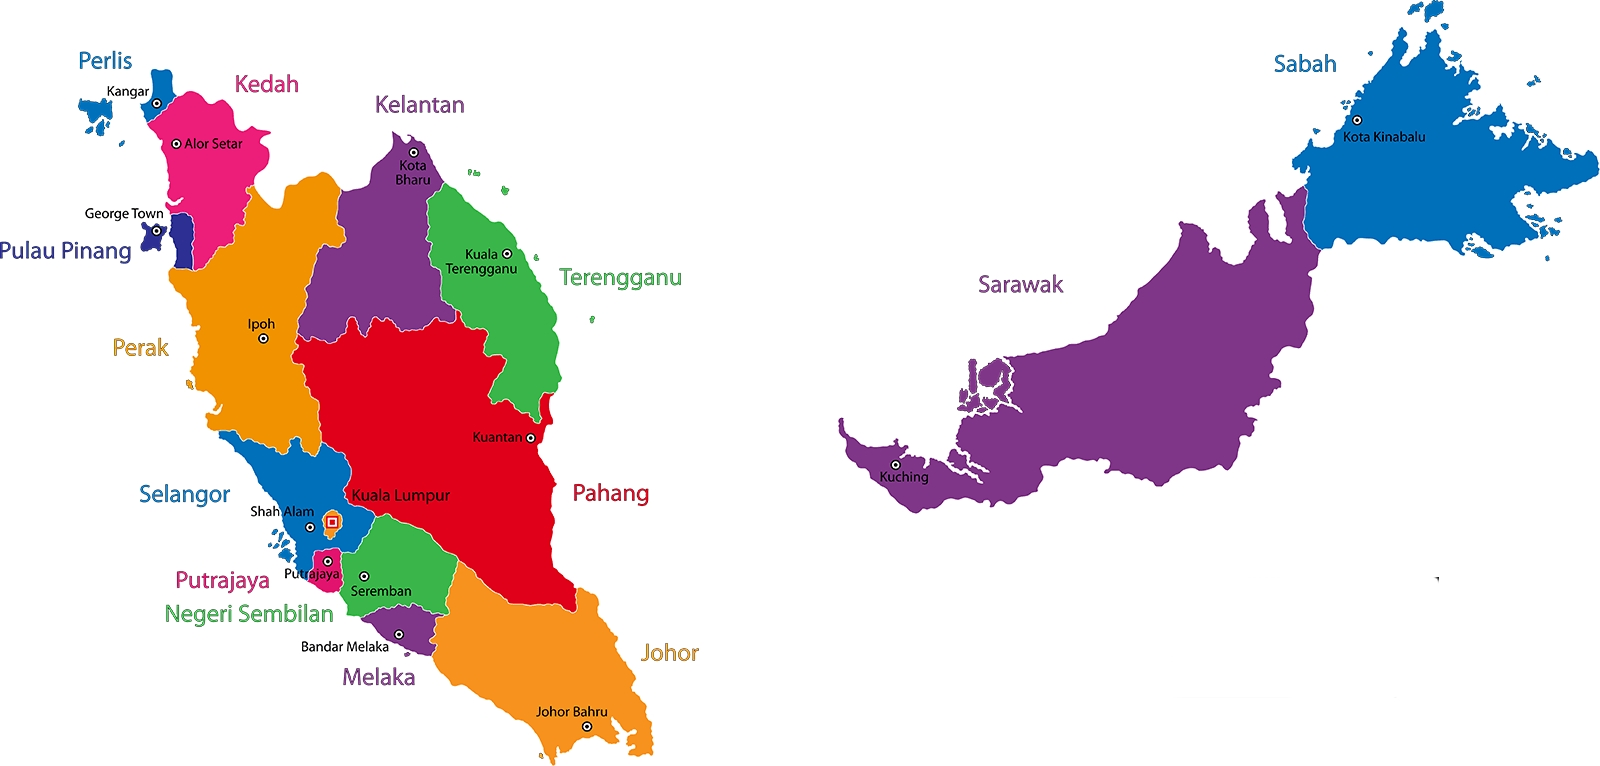 Perlis
Kangar
Kedah
Alor Setar
Kelantan
Kota
Bharu
George Town
Pulau Pinang
Kuala
Terengganu
Terengganu
Ipoh
Perak
Kuantan
Pahang
Selangor
Kuala Lumpur
Shah Alam
Putrajaya
Putrajaya
Seremban
Negeri Sembilan
Bandar Melaka
Melaka
Johor
Johor Bahru
Sabah
Kota Kinabalu
Sarawak
Kuching